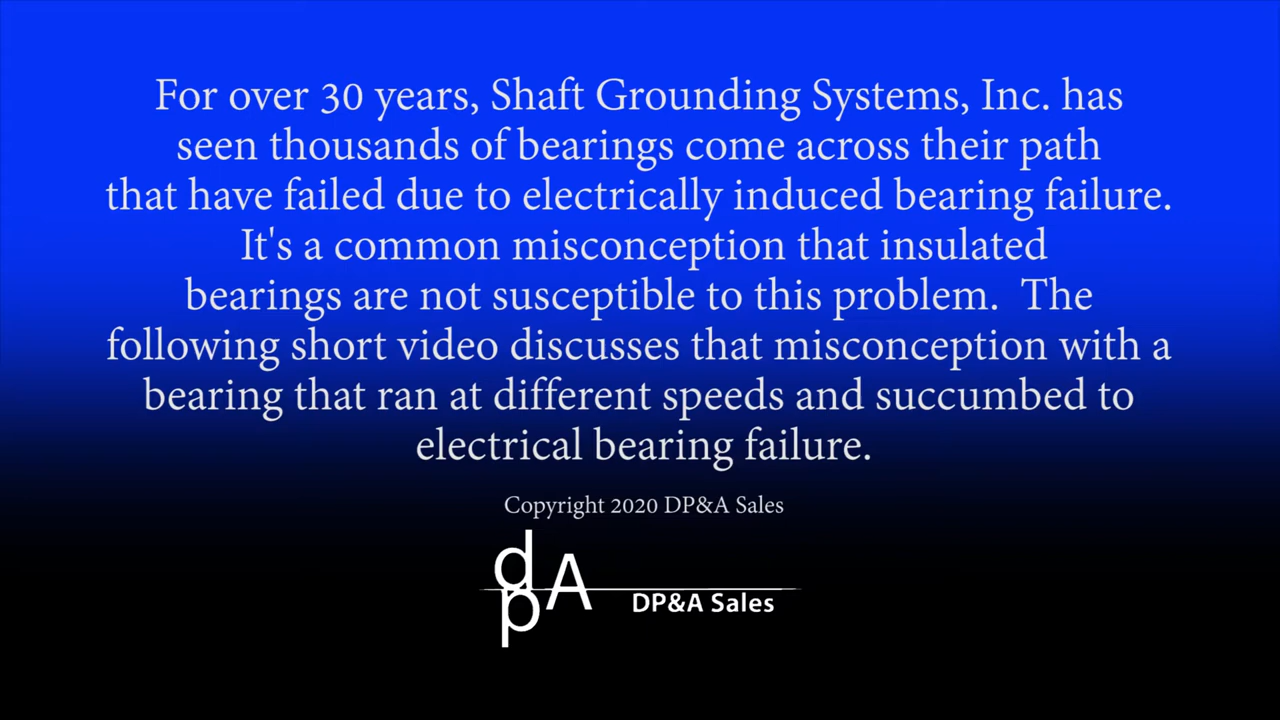 For over 30 years, Shaft Grounding Systems, Inc. has
seen thousands of bearings come across their path
that have failed due to electrically induced bearing failure.
It's a common misconception that insulated
bearings are not susceptible to this problem.  The
following short video discusses that misconception with a
bearing that ran at different speeds and succumbed to
electrical bearing failure.
Copyright 2020 DP&A Sales
dpA
DP&A Sales